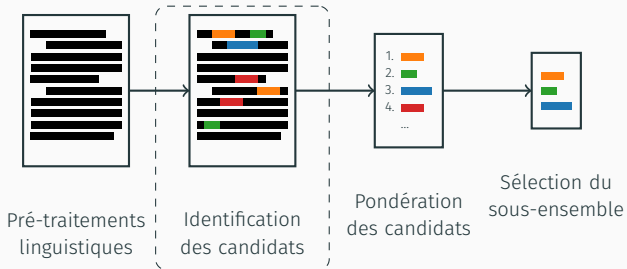 1.
2.
3.
4.
...
Pré-traitements
linguistiques
Identification
des candidats
Pondération
des candidats
Sélection du
sous-ensemble